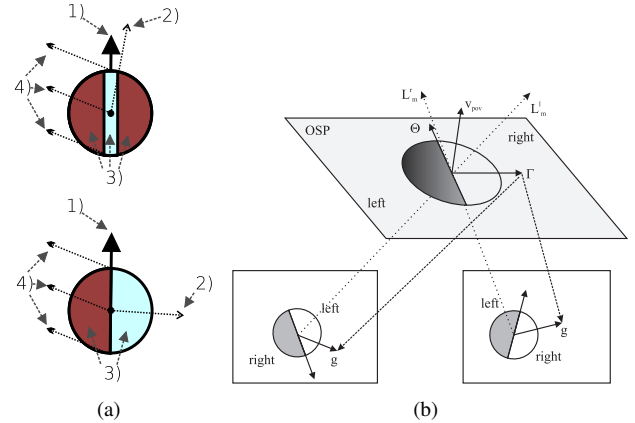 1)
2)
4)
3)
1)
2)
4)
3)
(a)
L^r_m
v_pov
L^l_m
OSP
Θ
right
Γ
left
left
right
g
left
right
g
(b)